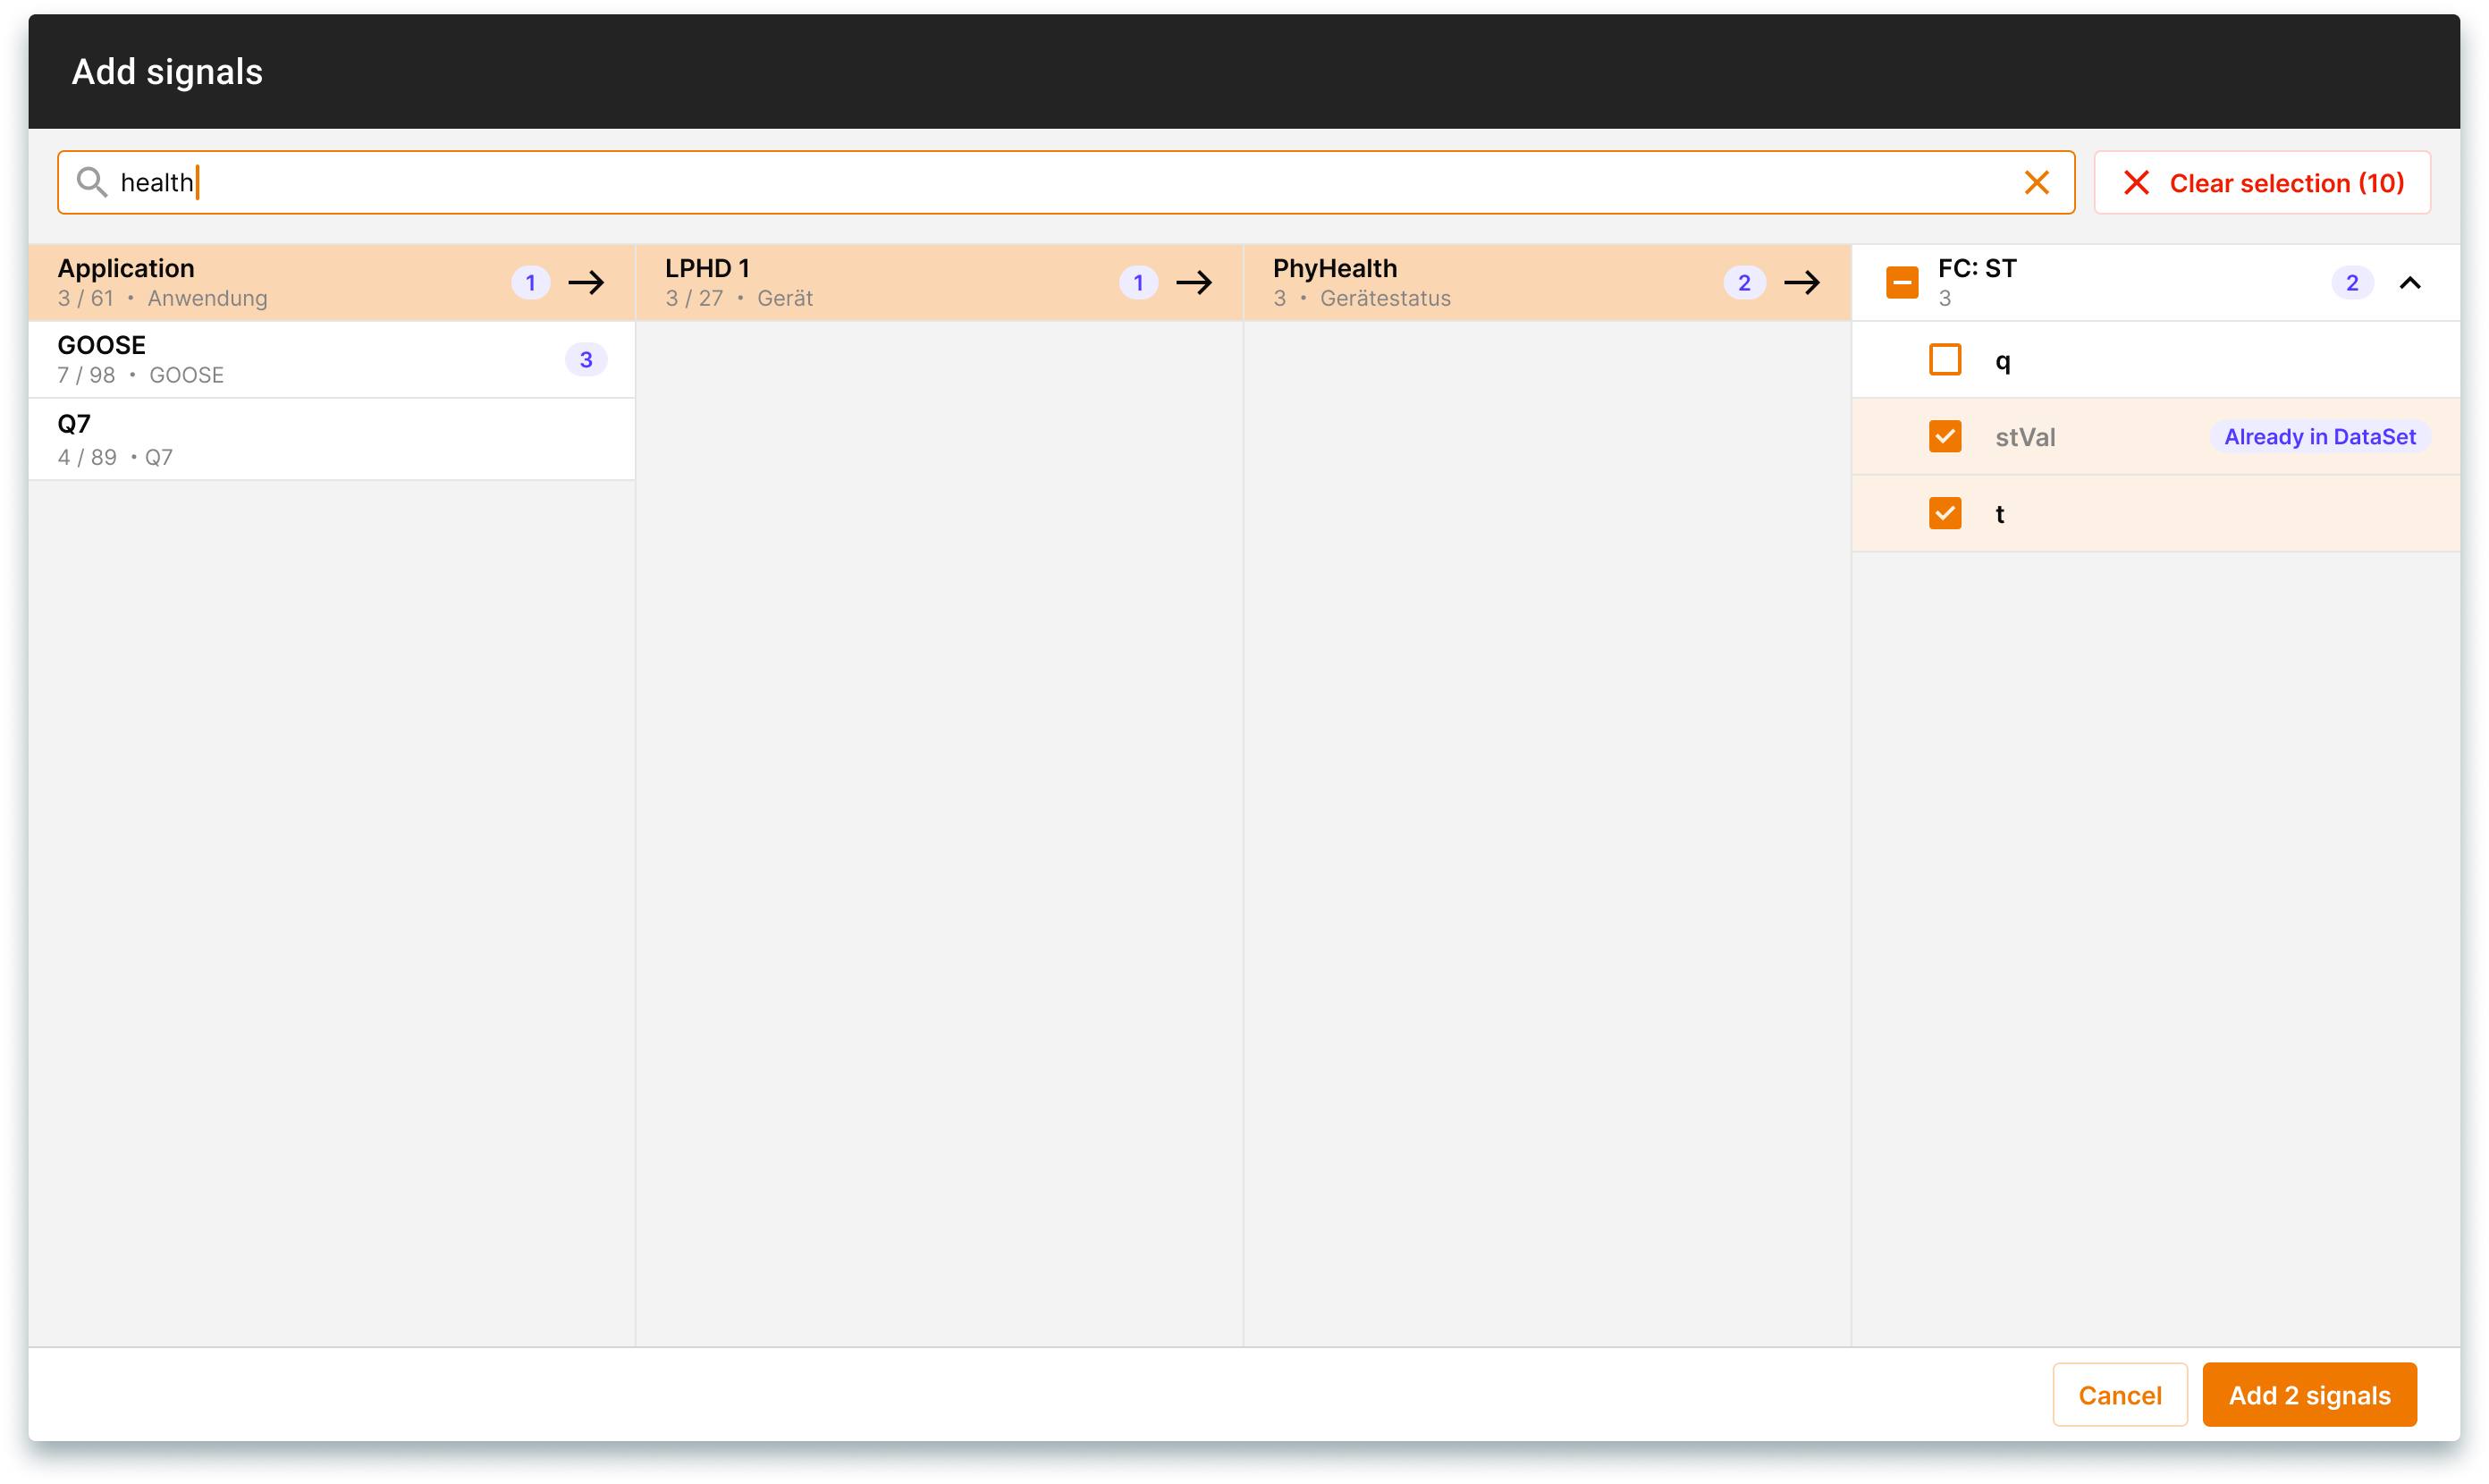 Add signals
health
Clear selection (10)
Application
3 / 61 • Anwendung
1
LPHD 1
3 / 27 • Gerät
1
PhyHealth
3 • Gerätestatus
2
FC: ST
3
2
GOOSE
7 / 98 • GOOSE
3
Q7
4 / 89 • Q7
q
stVal
Already in DataSet
t
Cancel
Add 2 signals